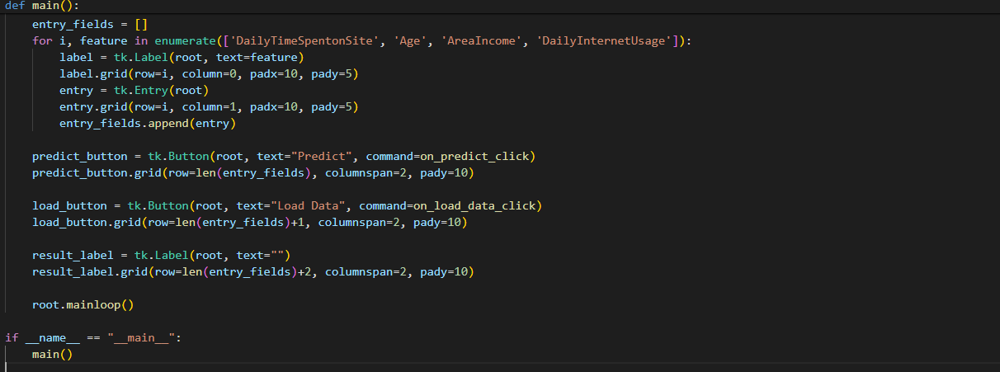 def main():
    entry_fields = []
    for i, feature in enumerate(['DailyTimeSpentonSite', 'Age', 'AreaIncome', 'DailyInternetUsage']):
        label = tk.Label(root, text=feature)
        label.grid(row=i, column=0, padx=10, pady=5)
        entry = tk.Entry(root)
        entry.grid(row=i, column=1, padx=10, pady=5)
        entry_fields.append(entry)

    predict_button = tk.Button(root, text="Predict", command=on_predict_click)
    predict_button.grid(row=len(entry_fields), columnspan=2, pady=10)

    load_button = tk.Button(root, text="Load Data", command=on_load_data_click)
    load_button.grid(row=len(entry_fields)+1, columnspan=2, pady=10)

    result_label = tk.Label(root, text="")
    result_label.grid(row=len(entry_fields)+2, columnspan=2, pady=10)

    root.mainloop()

if __name__ == "__main__":
    main()